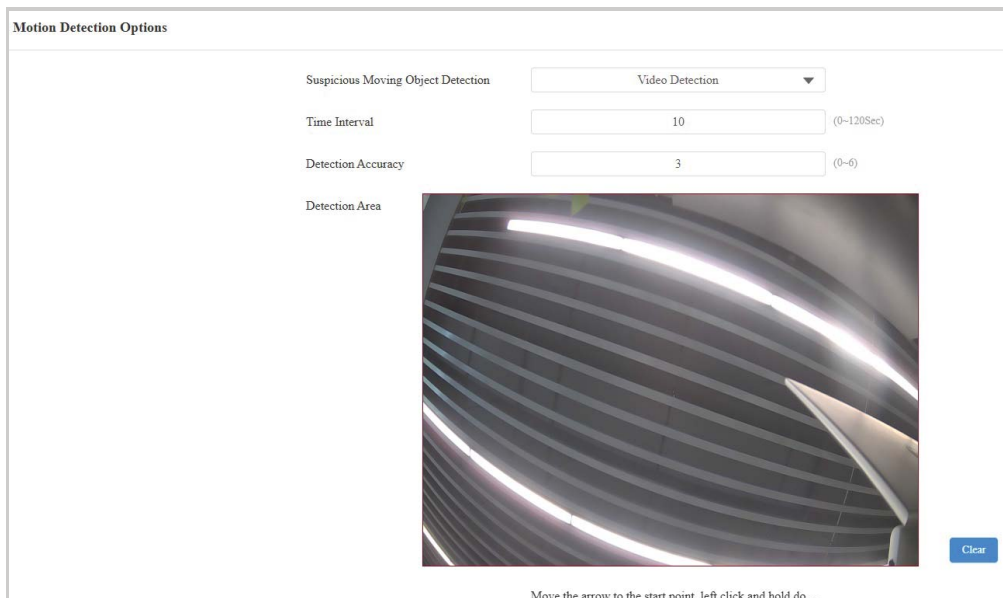 Motion Detection Options
Suspicious Moving Object Detection Video Detection
Time Interval 10 (0~120Sec)
Detection Accuracy 3 (0~6)
Detection Area
Clear
Move the arrow to the start point, left click and hold do